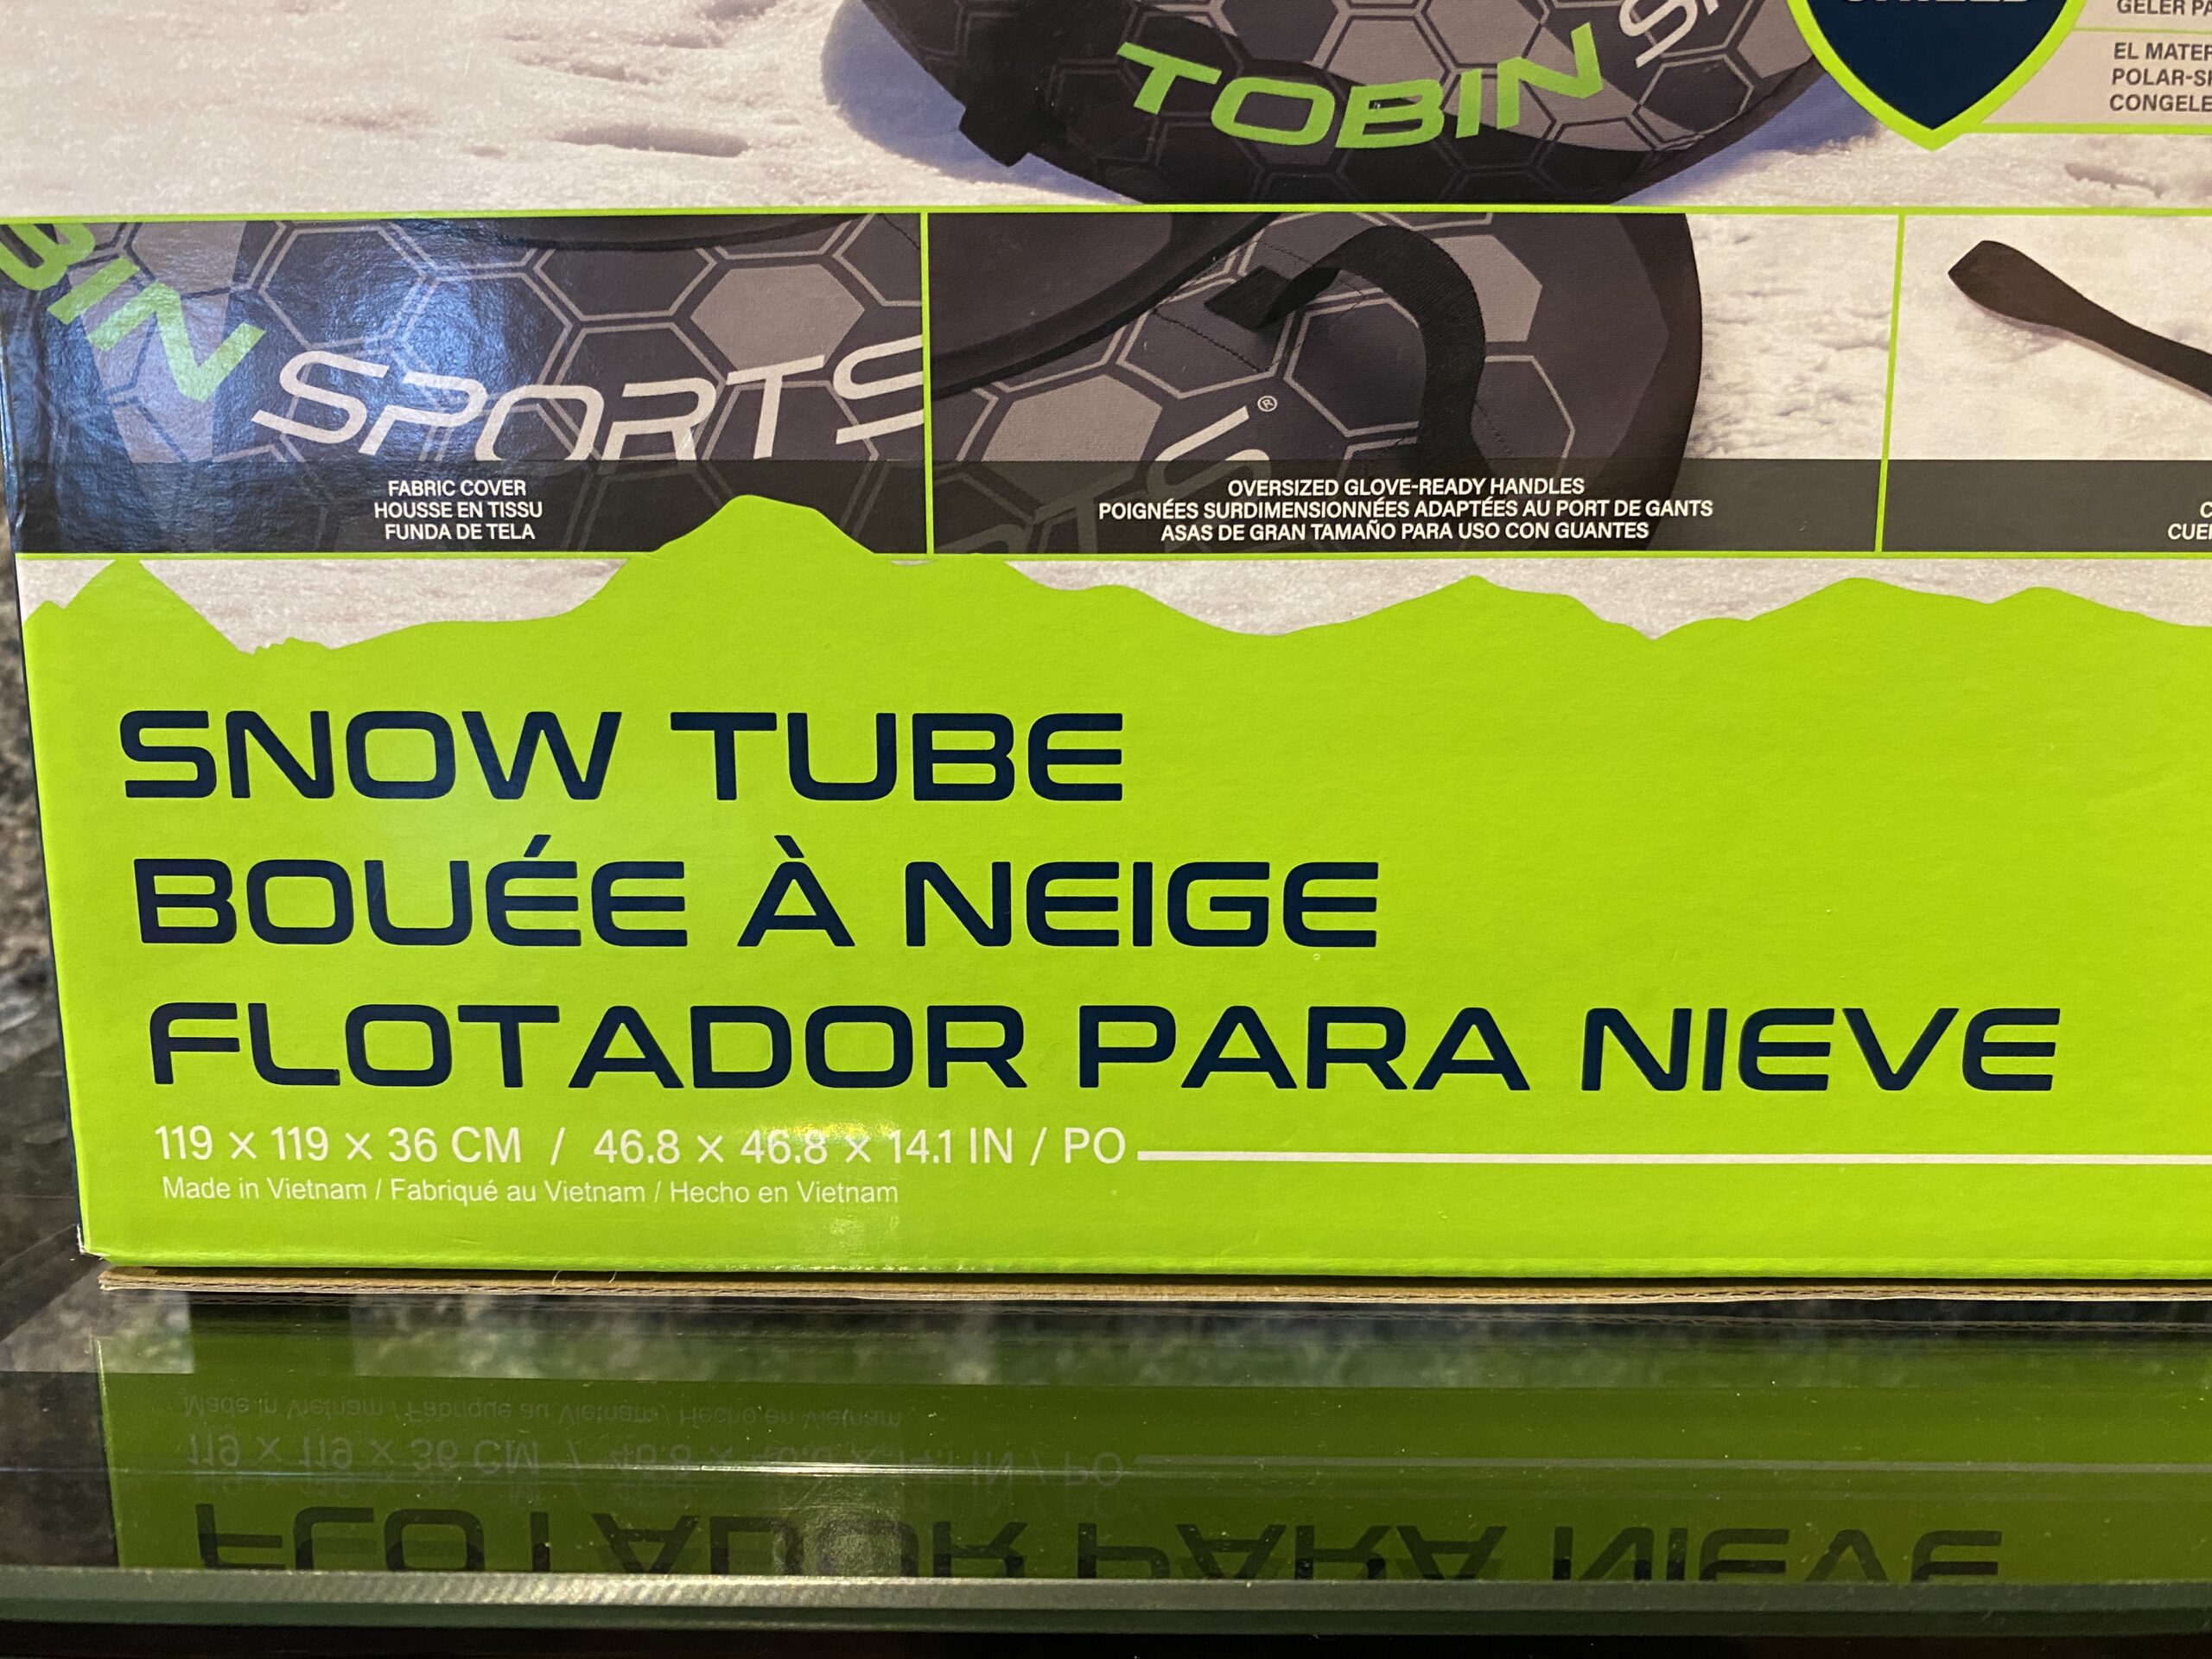 TOBIN
GELER
EL
BIN SPORTS
®
FABRIC COVER
HOUSSE EN TISSU
FUNDA DE TELA
OVERSIZED GLOVE-READY HANDLES
POIGNÉES SURDIMENSIONNÉES ADAPTÉES AU PORT DE GANTS
ASAS DE GRAN TAMAÑO PARA USO CON GUANTES
SNOW TUBE
BOUÉE À NEIGE
FLOTADOR PARA NIEVE
119 × 119 × 36 CM / 46.8 × 46.8 × 14.1 IN / PO
Made in Vietnam / Fabriqué au Vietnam / Hecho en Vietnam